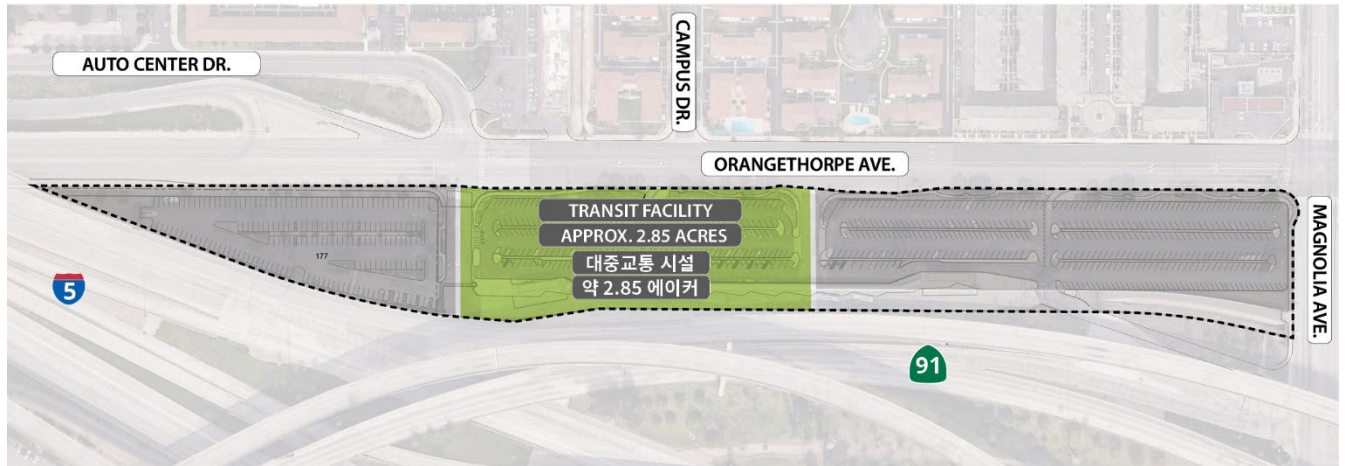 AUTO CENTER DR.
CAMPUS DR.
ORANGETHORPE AVE.
TRANSIT FACILITY
APPROX. 2.85 ACRES
대중교통 시설
약 2.85 에이커
177
MAGNOLIA AVE.
5
91